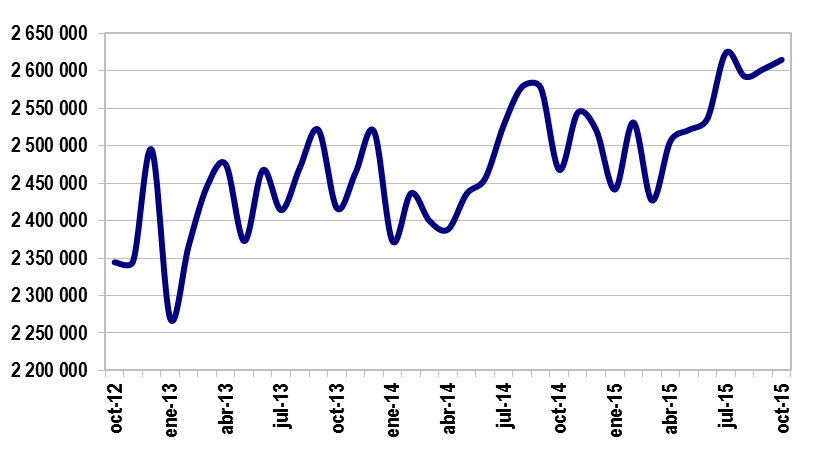 2 650 000
2 600 000
2 550 000
2 500 000
2 450 000
2 400 000
2 350 000
2 300 000
2 250 000
2 200 000
oct-12
ene-13
abr-13
jul-13
oct-13
ene-14
abr-14
jul-14
oct-14
ene-15
abr-15
jul-15
oct-15